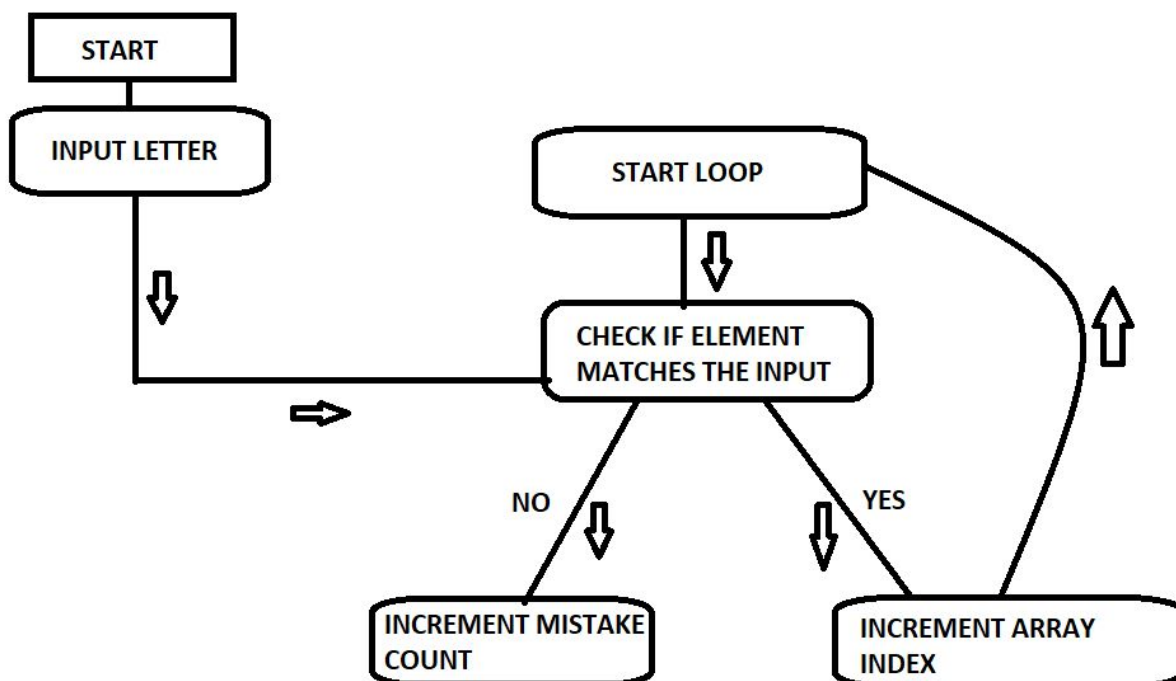 START
INPUT LETTER
START LOOP
CHECK IF ELEMENT
MATCHES THE INPUT
NO
YES
INCREMENT MISTAKE
COUNT
INCREMENT ARRAY
INDEX